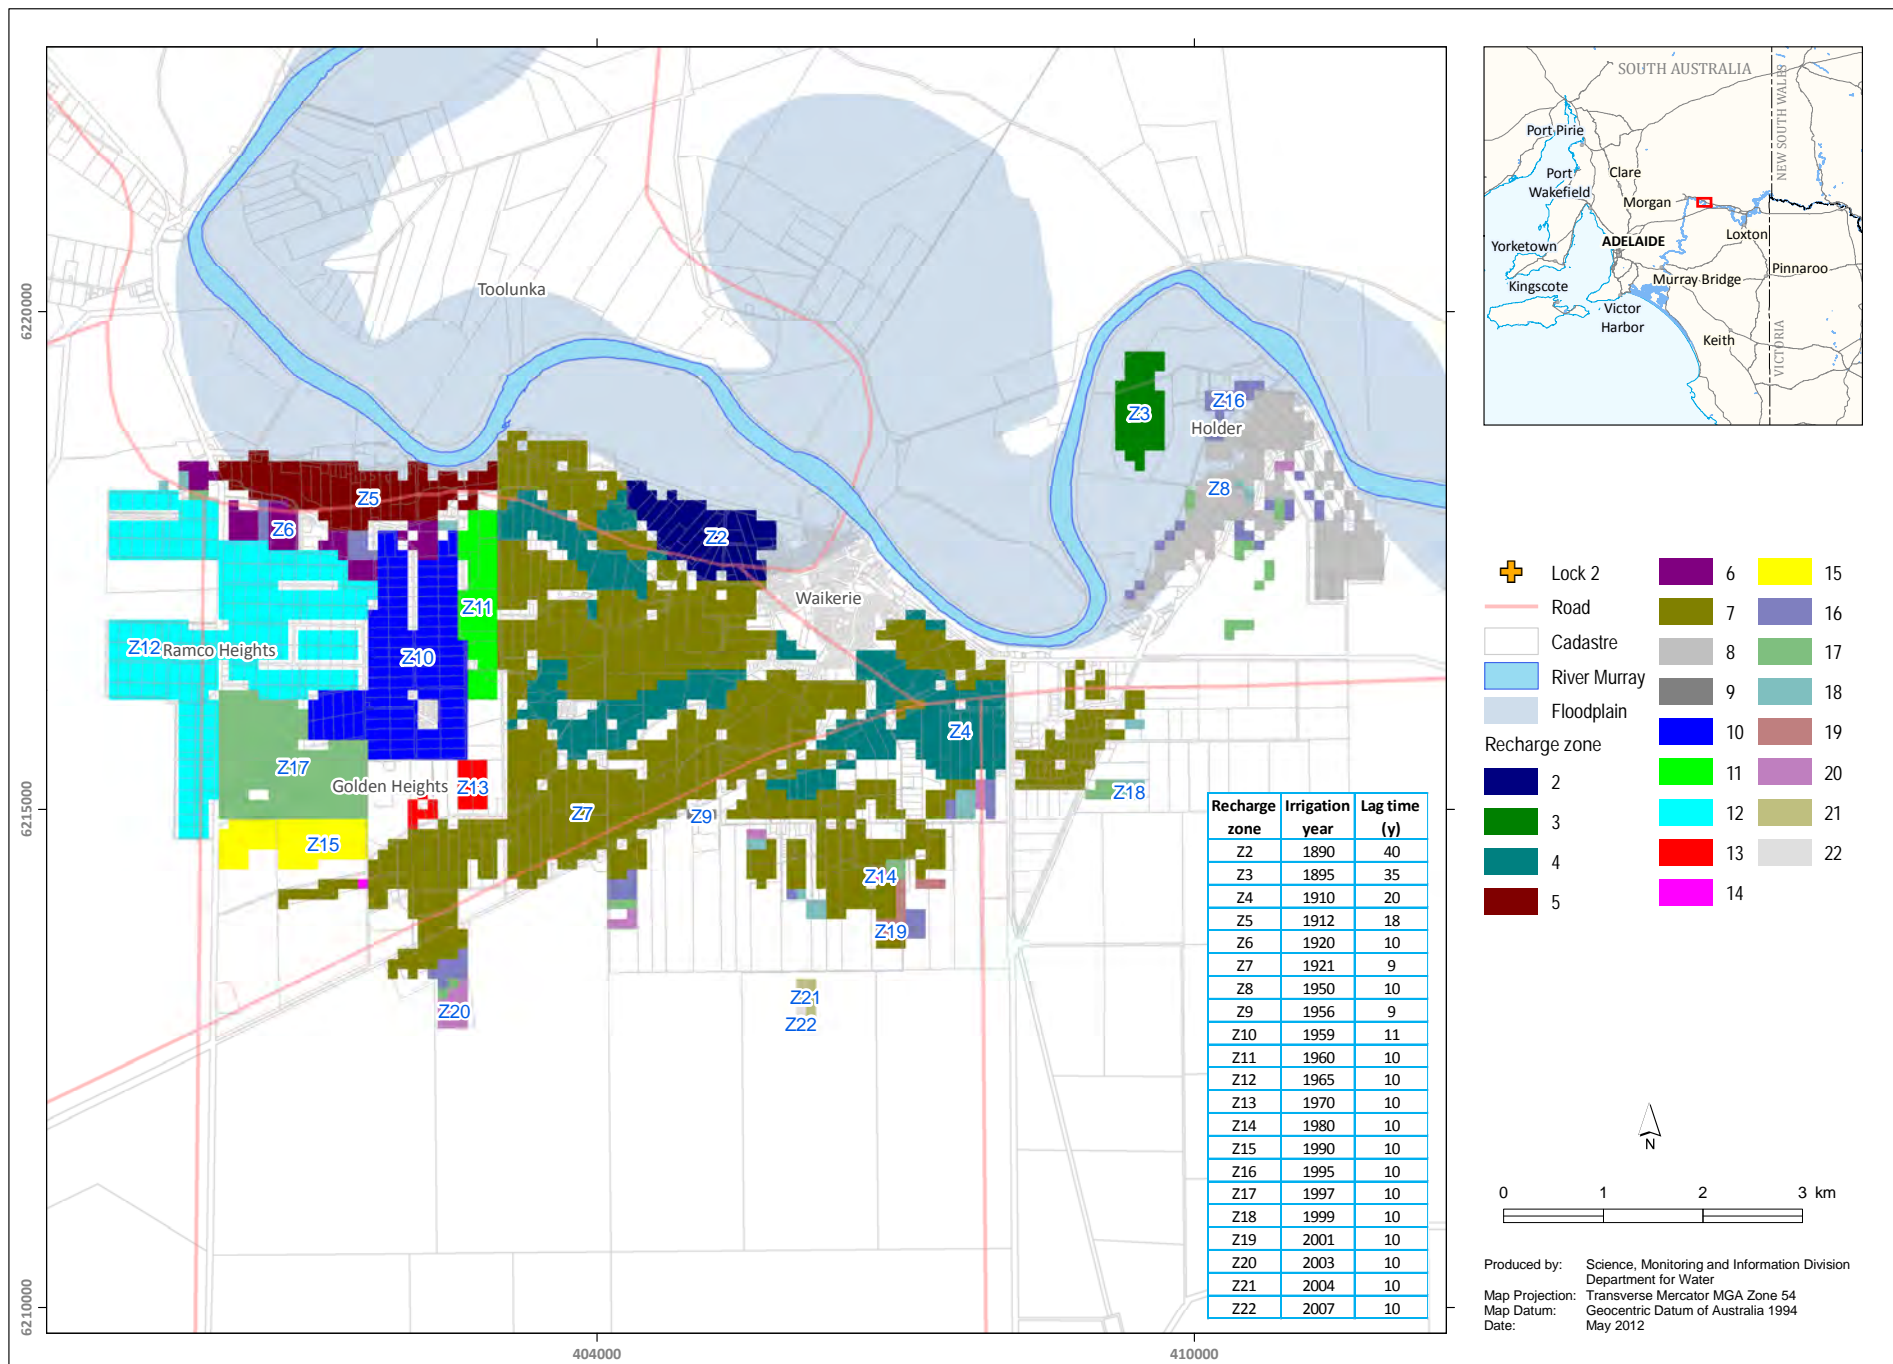 SOUTH AUSTRALIA
NEW SOUTH WALES
Port Pirie
Port
Wakefield
Clare
Morgan
Loxton
Yorketown
ADELAIDE
Kingscote
Murray Bridge
Pinnaroo
Victor
Harbor
Keith
VICTORIA
6220000
6215000
6210000
404000
410000
Toolunka
Z3
Z16
Holder
Z8
Z5
Z6
Z2
Waikerie
Z11
Z12
Ramco Heights
Z10
Z4
Z17
Golden Heights
Z13
Z18
Z7
Z9
Z15
Z14
Z19
Z20
Z21
Z22
Recharge zone Irrigation year Lag time (y)
Z2 1890 40
Z3 1895 35
Z4 1910 20
Z5 1912 18
Z6 1920 10
Z7 1921 9
Z8 1950 10
Z9 1956 9
Z10 1959 11
Z11 1960 10
Z12 1965 10
Z13 1970 10
Z14 1980 10
Z15 1990 10
Z16 1995 10
Z17 1997 10
Z18 1999 10
Z19 2001 10
Z20 2003 10
Z21 2004 10
Z22 2007 10
Lock 2
Road
Cadastre
River Murray
Floodplain
Recharge zone
2
3
4
5
6
7
8
9
10
11
12
13
14
15
16
17
18
19
20
21
22
N
0 1 2 3 km
Produced by: Science, Monitoring and Information Division
Department for Water
Map Projection: Transverse Mercator MGA Zone 54
Map Datum: Geocentric Datum of Australia 1994
Date: May 2012